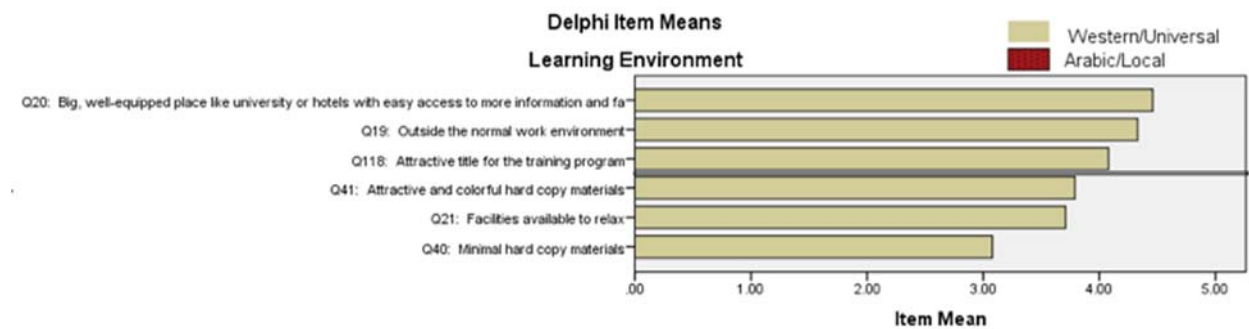 Delphi Item Means
Learning Environment
Western/Universal
Arabic/Local
Q20: Big, well-equipped place like university or hotels with easy access to more information and fa
Q19: Outside the normal work environment
Q118: Attractive title for the training program
Q41: Attractive and colorful hard copy materials
Q21: Facilities available to relax
Q40: Minimal hard copy materials
.00 1.00 2.00 3.00 4.00 5.00
Item Mean